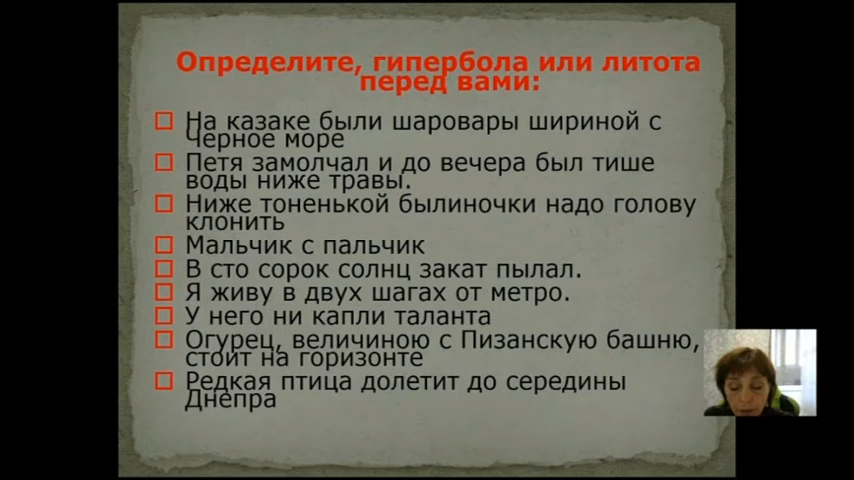 Определите, гипербола или литота
перед вами:
На казаке были шаровары шириной с
Черное море
Петя замолчал и до вечера был тише
воды ниже травы.
Ниже тоненькой былиночки надо голову
клонить
Мальчик с пальчик
В сто сорок солнц закат пылал.
Я живу в двух шагах от метро.
У него ни капли таланта
Огурец, величиною с Пизанскую башню,
стоит на горизонте
Редкая птица долетит до середины
Днепра